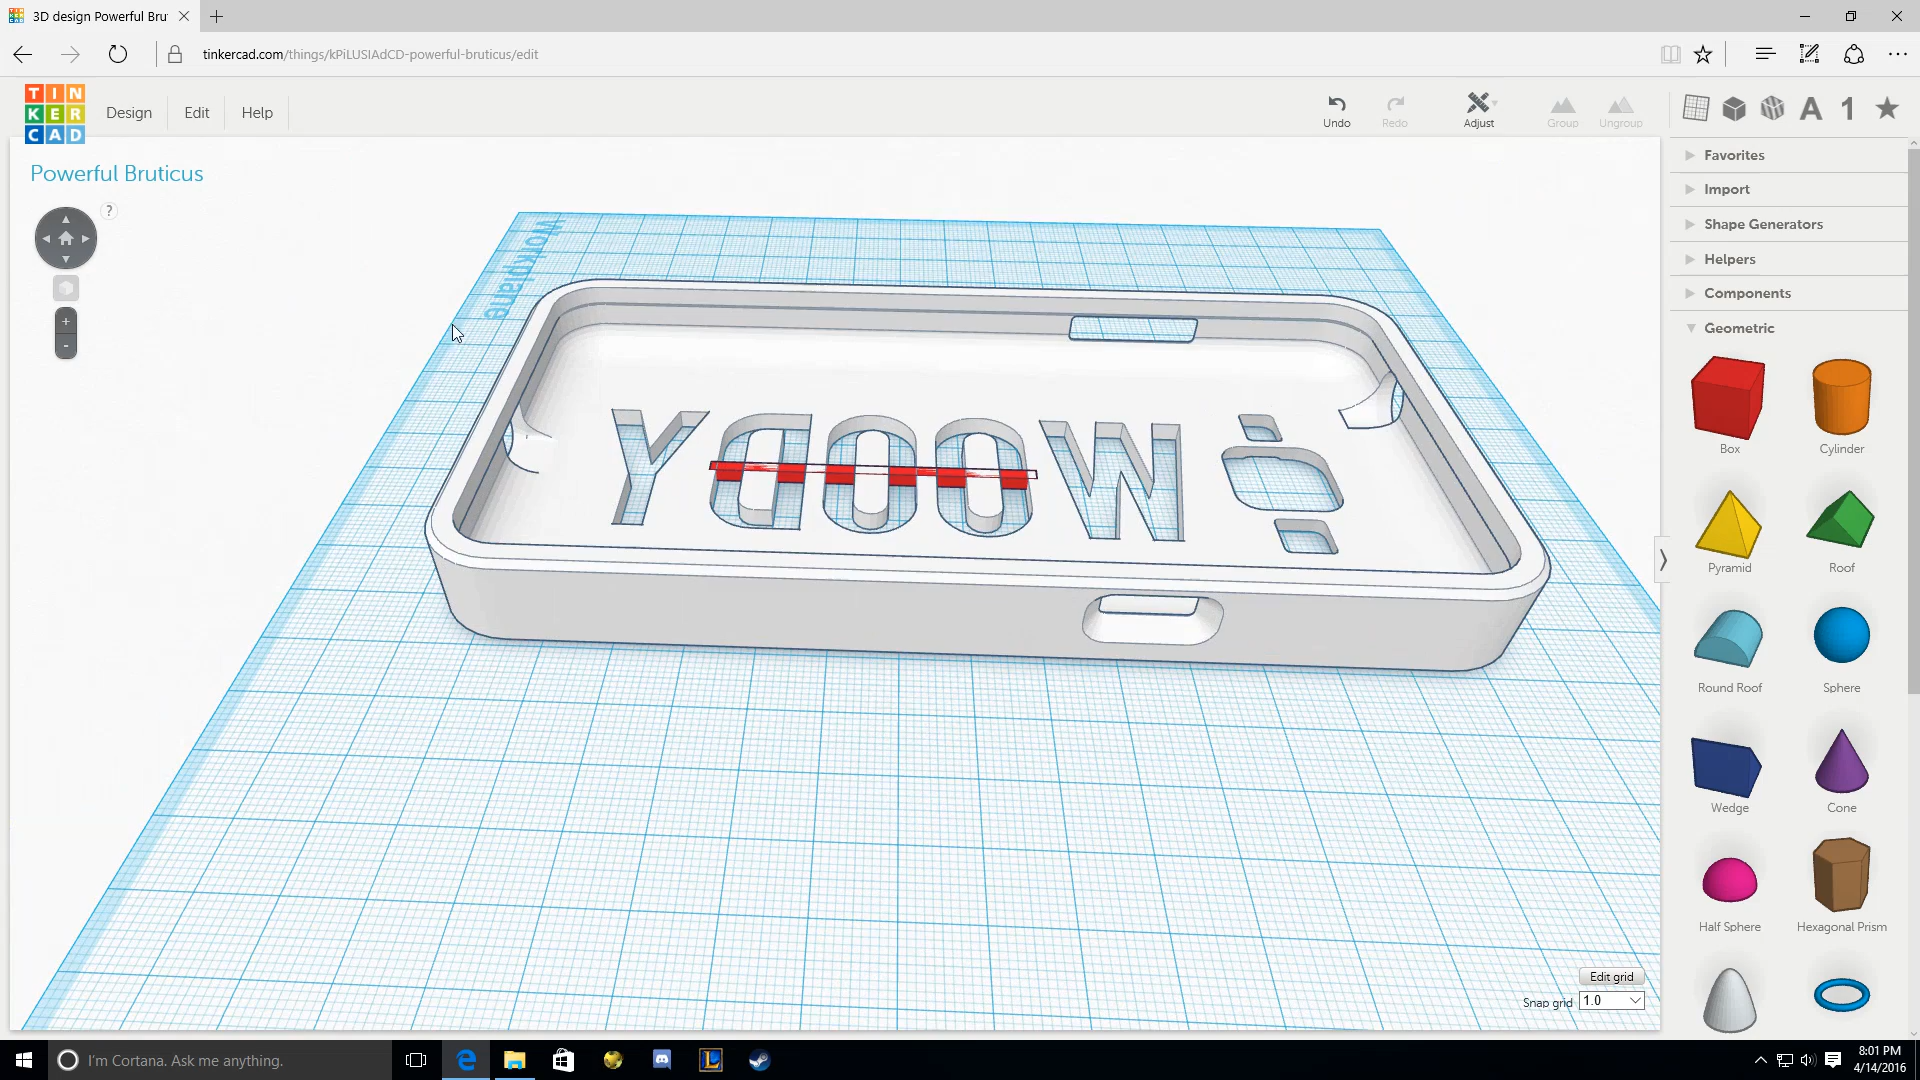 3D design Powerful Bru
tinkercad.com/things/kPiLUSIAdCD-powerful-bruticus/edit
TIN
KER
CAD
Design
Edit
Help
Undo
Redo
Adjust
Group
Ungroup
A
1
Powerful Bruticus
?
Workplane
WOODY
+
-
Favorites
Import
Shape Generators
Helpers
Components
Geometric
Box
Cylinder
Pyramid
Roof
Round Roof
Sphere
Wedge
Cone
Half Sphere
Hexagonal Prism
Edit grid
Snap grid
1.0
I'm Cortana. Ask me anything.
8:01 PM
4/14/2016